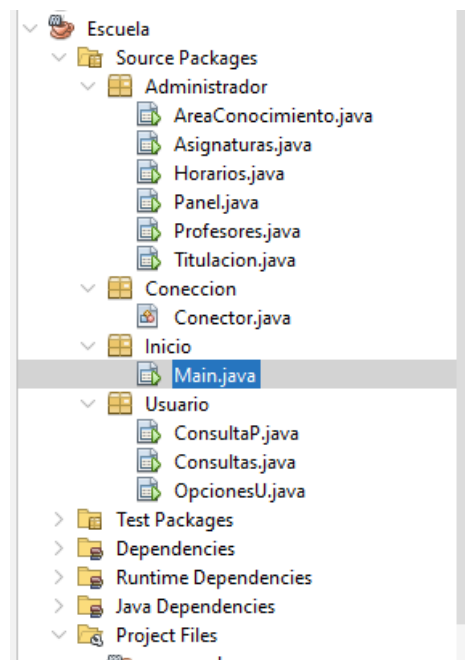 Escuela
Source Packages
Administrador
AreaConocimiento.java
Asignaturas.java
Horarios.java
Panel.java
Profesores.java
Titulacion.java
Coneccion
Conector.java
Inicio
Main.java
Usuario
ConsultaP.java
Consultas.java
OpcionesU.java
Test Packages
Dependencies
Runtime Dependencies
Java Dependencies
Project Files